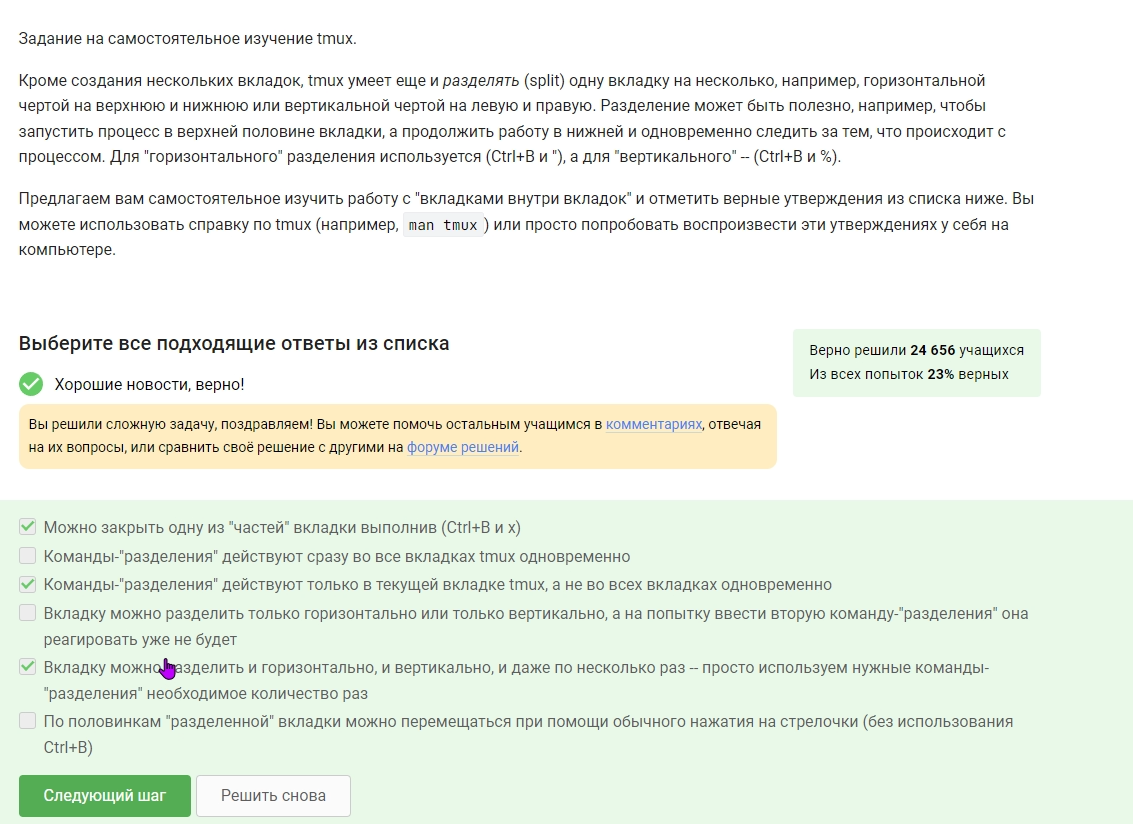 Задание на самостоятельное изучение tmux.
Кроме создания нескольких вкладок, tmux умеет еще и разделять (split) одну вкладку на несколько, например, горизонтальной
чертой на верхнюю и нижнюю или вертикальной чертой на левую и правую. Разделение может быть полезно, например, чтобы
запустить процесс в верхней половине вкладки, а продолжить работу в нижней и одновременно следить за тем, что происходит с
процессом. Для "горизонтального" разделения используется (Ctrl+B и "), а для "вертикального" -- (Ctrl+B и %).
Предлагаем вам самостоятельное изучить работу с "вкладками внутри вкладок" и отметить верные утверждения из списка ниже. Вы
можете использовать справку по tmux (например, man tmux) или просто попробовать воспроизвести эти утверждениях у себя на
компьютере.
Выберите все подходящие ответы из списка
Верно решили 24 656 учащихся
Из всех попыток 23% верных
Хорошие новости, верно!
Вы решили сложную задачу, поздравляем! Вы можете помочь остальным учащимся в комментариях, отвечая
на их вопросы, или сравнить своё решение с другими на форуме решений.
Можно закрыть одну из "частей" вкладки выполнив (Ctrl+B и x)
Команды-"разделения" действуют сразу во все вкладках tmux одновременно
Команды-"разделения" действуют только в текущей вкладке tmux, а не во всех вкладках одновременно
Вкладку можно разделить только горизонтально или только вертикально, а на попытку ввести вторую команду-"разделения" она
реагировать уже не будет
Вкладку можно разделить и горизонтально, и вертикально, и даже по несколько раз -- просто используем нужные команды-
"разделения" необходимое количество раз
По половинкам "разделенной" вкладки можно перемещаться при помощи обычного нажатия на стрелочки (без использования
Ctrl+B)
Следующий шаг
Решить снова